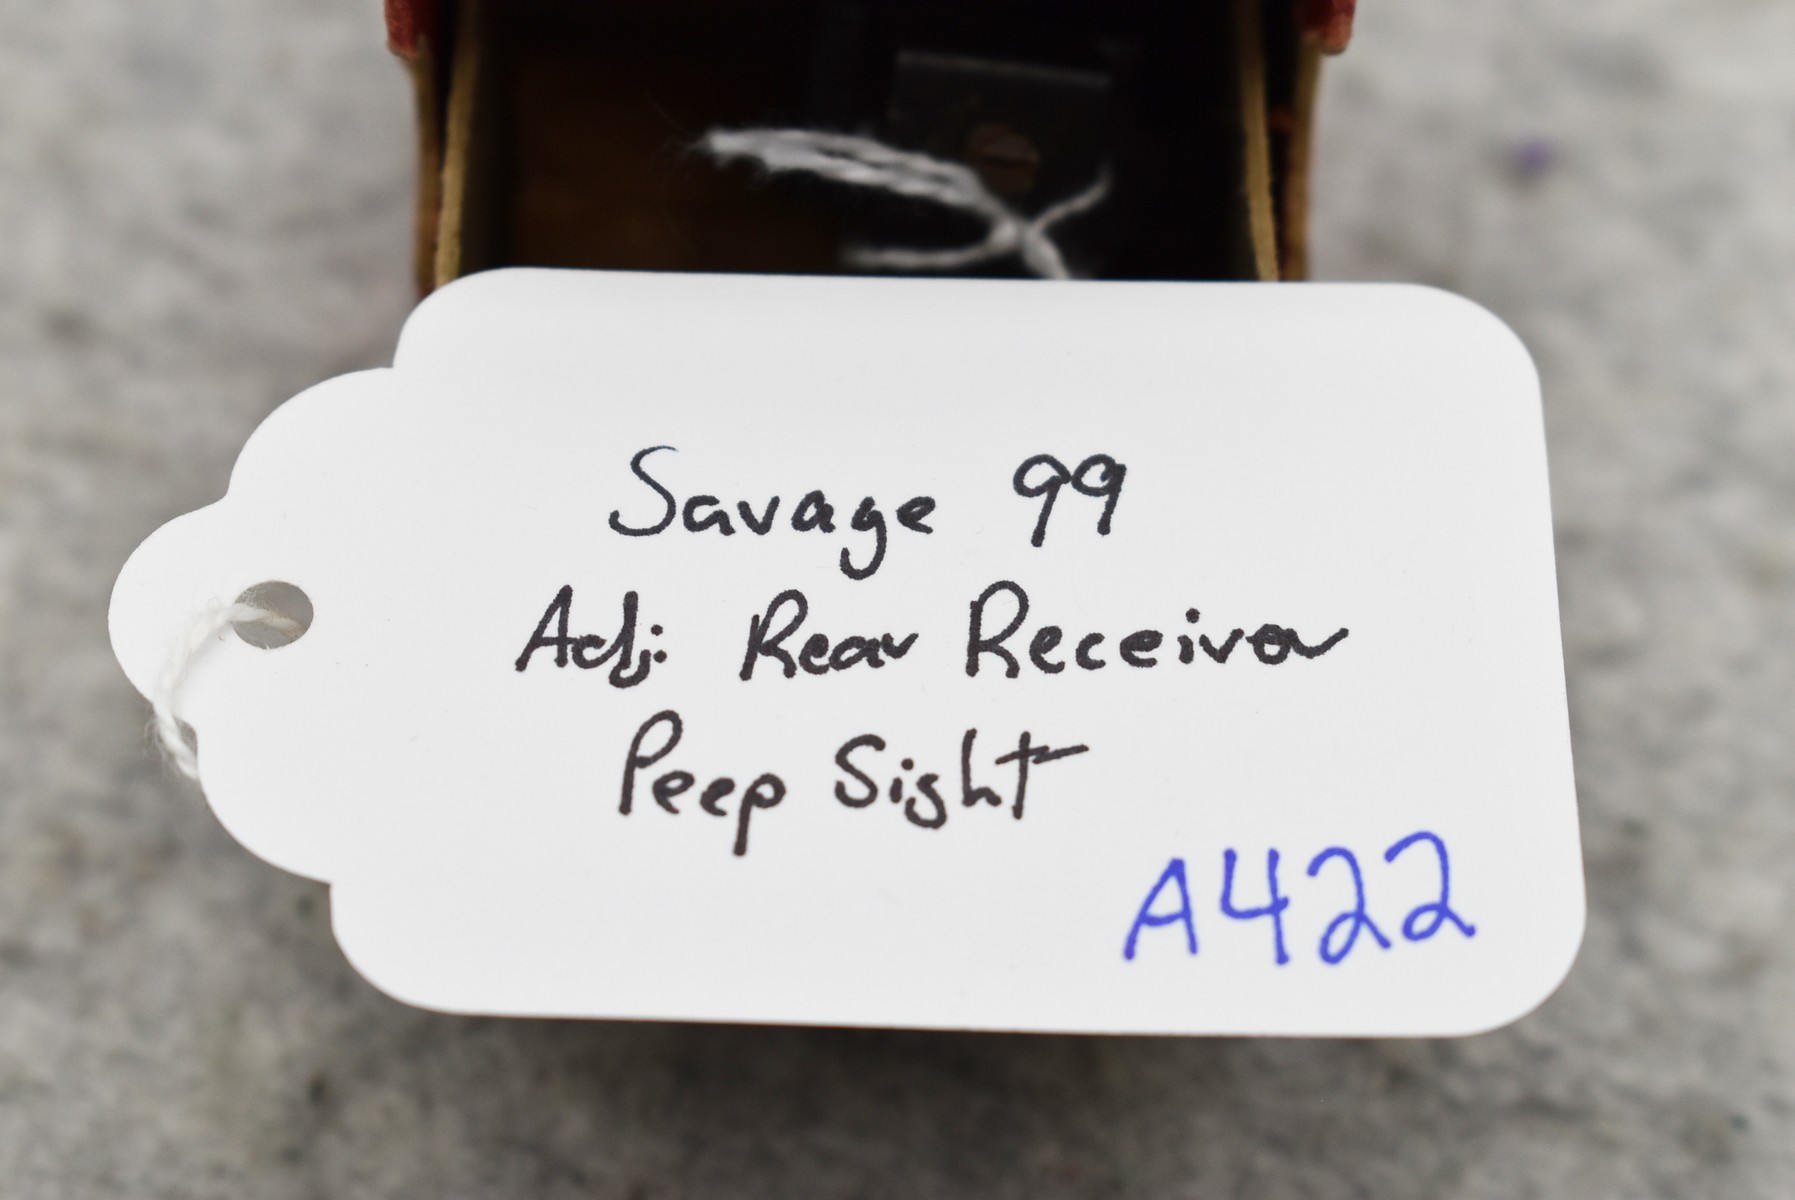 Savage 99
Adj. Rear Receiver
Peep Sight
A422